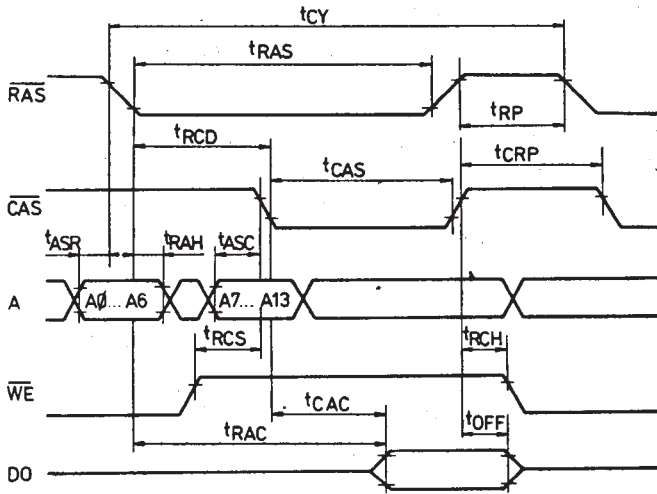 tCY
tRAS
RAS
tRP
tRCD
tCRP
tCAS
CAS
tASR
tRAH
tASC
A
AØ... A6
A7... A13
tRCS
tRCH
WE
tCAC
tOFF
tRAC
DO